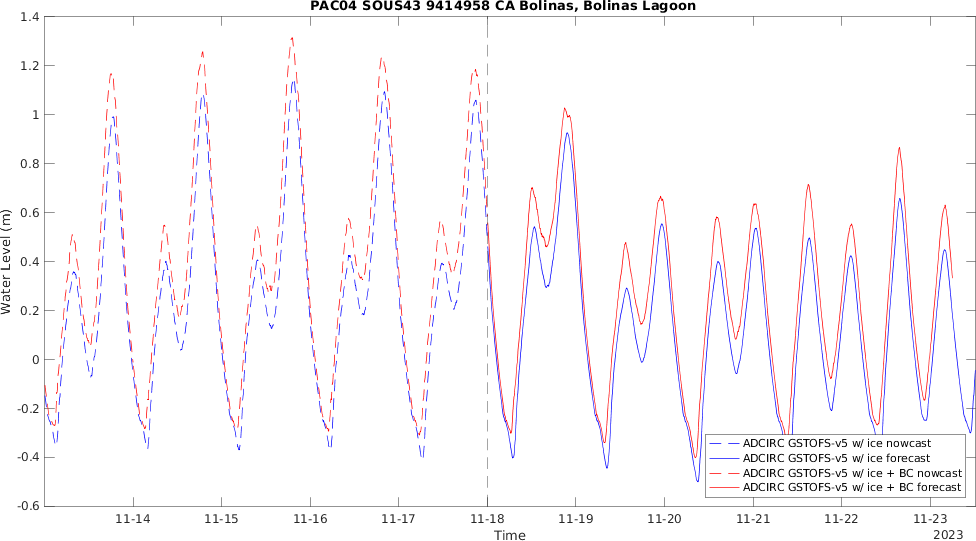 PAC04 SOUS43 9414958 CA Bolinas, Bolinas Lagoon
Water Level (m)
1.4
1.2
1
0.8
0.6
0.4
0.2
0
-0.2
-0.4
-0.6
ADCIRC GSTOFS-v5 w/ ice nowcast
ADCIRC GSTOFS-v5 w/ ice forecast
ADCIRC GSTOFS-v5 w/ ice + BC nowcast
ADCIRC GSTOFS-v5 w/ ice + BC forecast
11-14 11-15 11-16 11-17 11-18 11-19 11-20 11-21 11-22 11-23
Time
2023